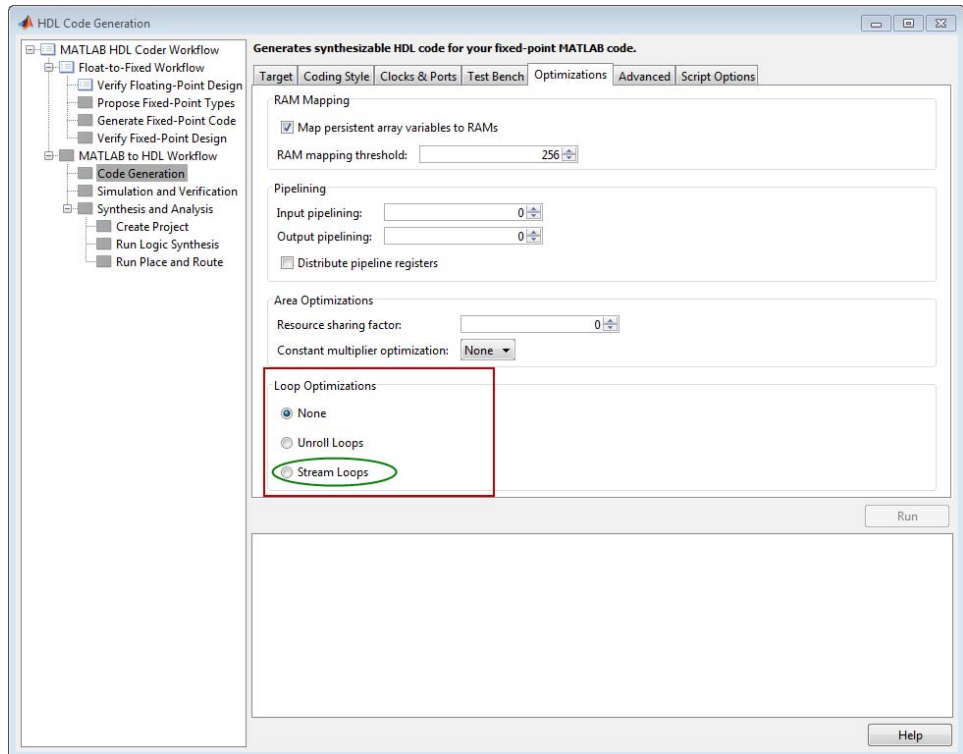 HDL Code Generation
MATLAB HDL Coder Workflow
Float-to-Fixed Workflow
Verify Floating-Point Design
Propose Fixed-Point Types
Generate Fixed-Point Code
Verify Fixed-Point Design
MATLAB to HDL Workflow
Code Generation
Simulation and Verification
Synthesis and Analysis
Create Project
Run Logic Synthesis
Run Place and Route
Generates synthesizable HDL code for your fixed-point MATLAB code.
Target Coding Style Clocks & Ports Test Bench Optimizations Advanced Script Options
RAM Mapping
Map persistent array variables to RAMs
RAM mapping threshold: 256
Pipelining
Input pipelining: 0
Output pipelining: 0
Distribute pipeline registers
Area Optimizations
Resource sharing factor: 0
Constant multiplier optimization: None
Loop Optimizations
None
Unroll Loops
Stream Loops
Run
Help